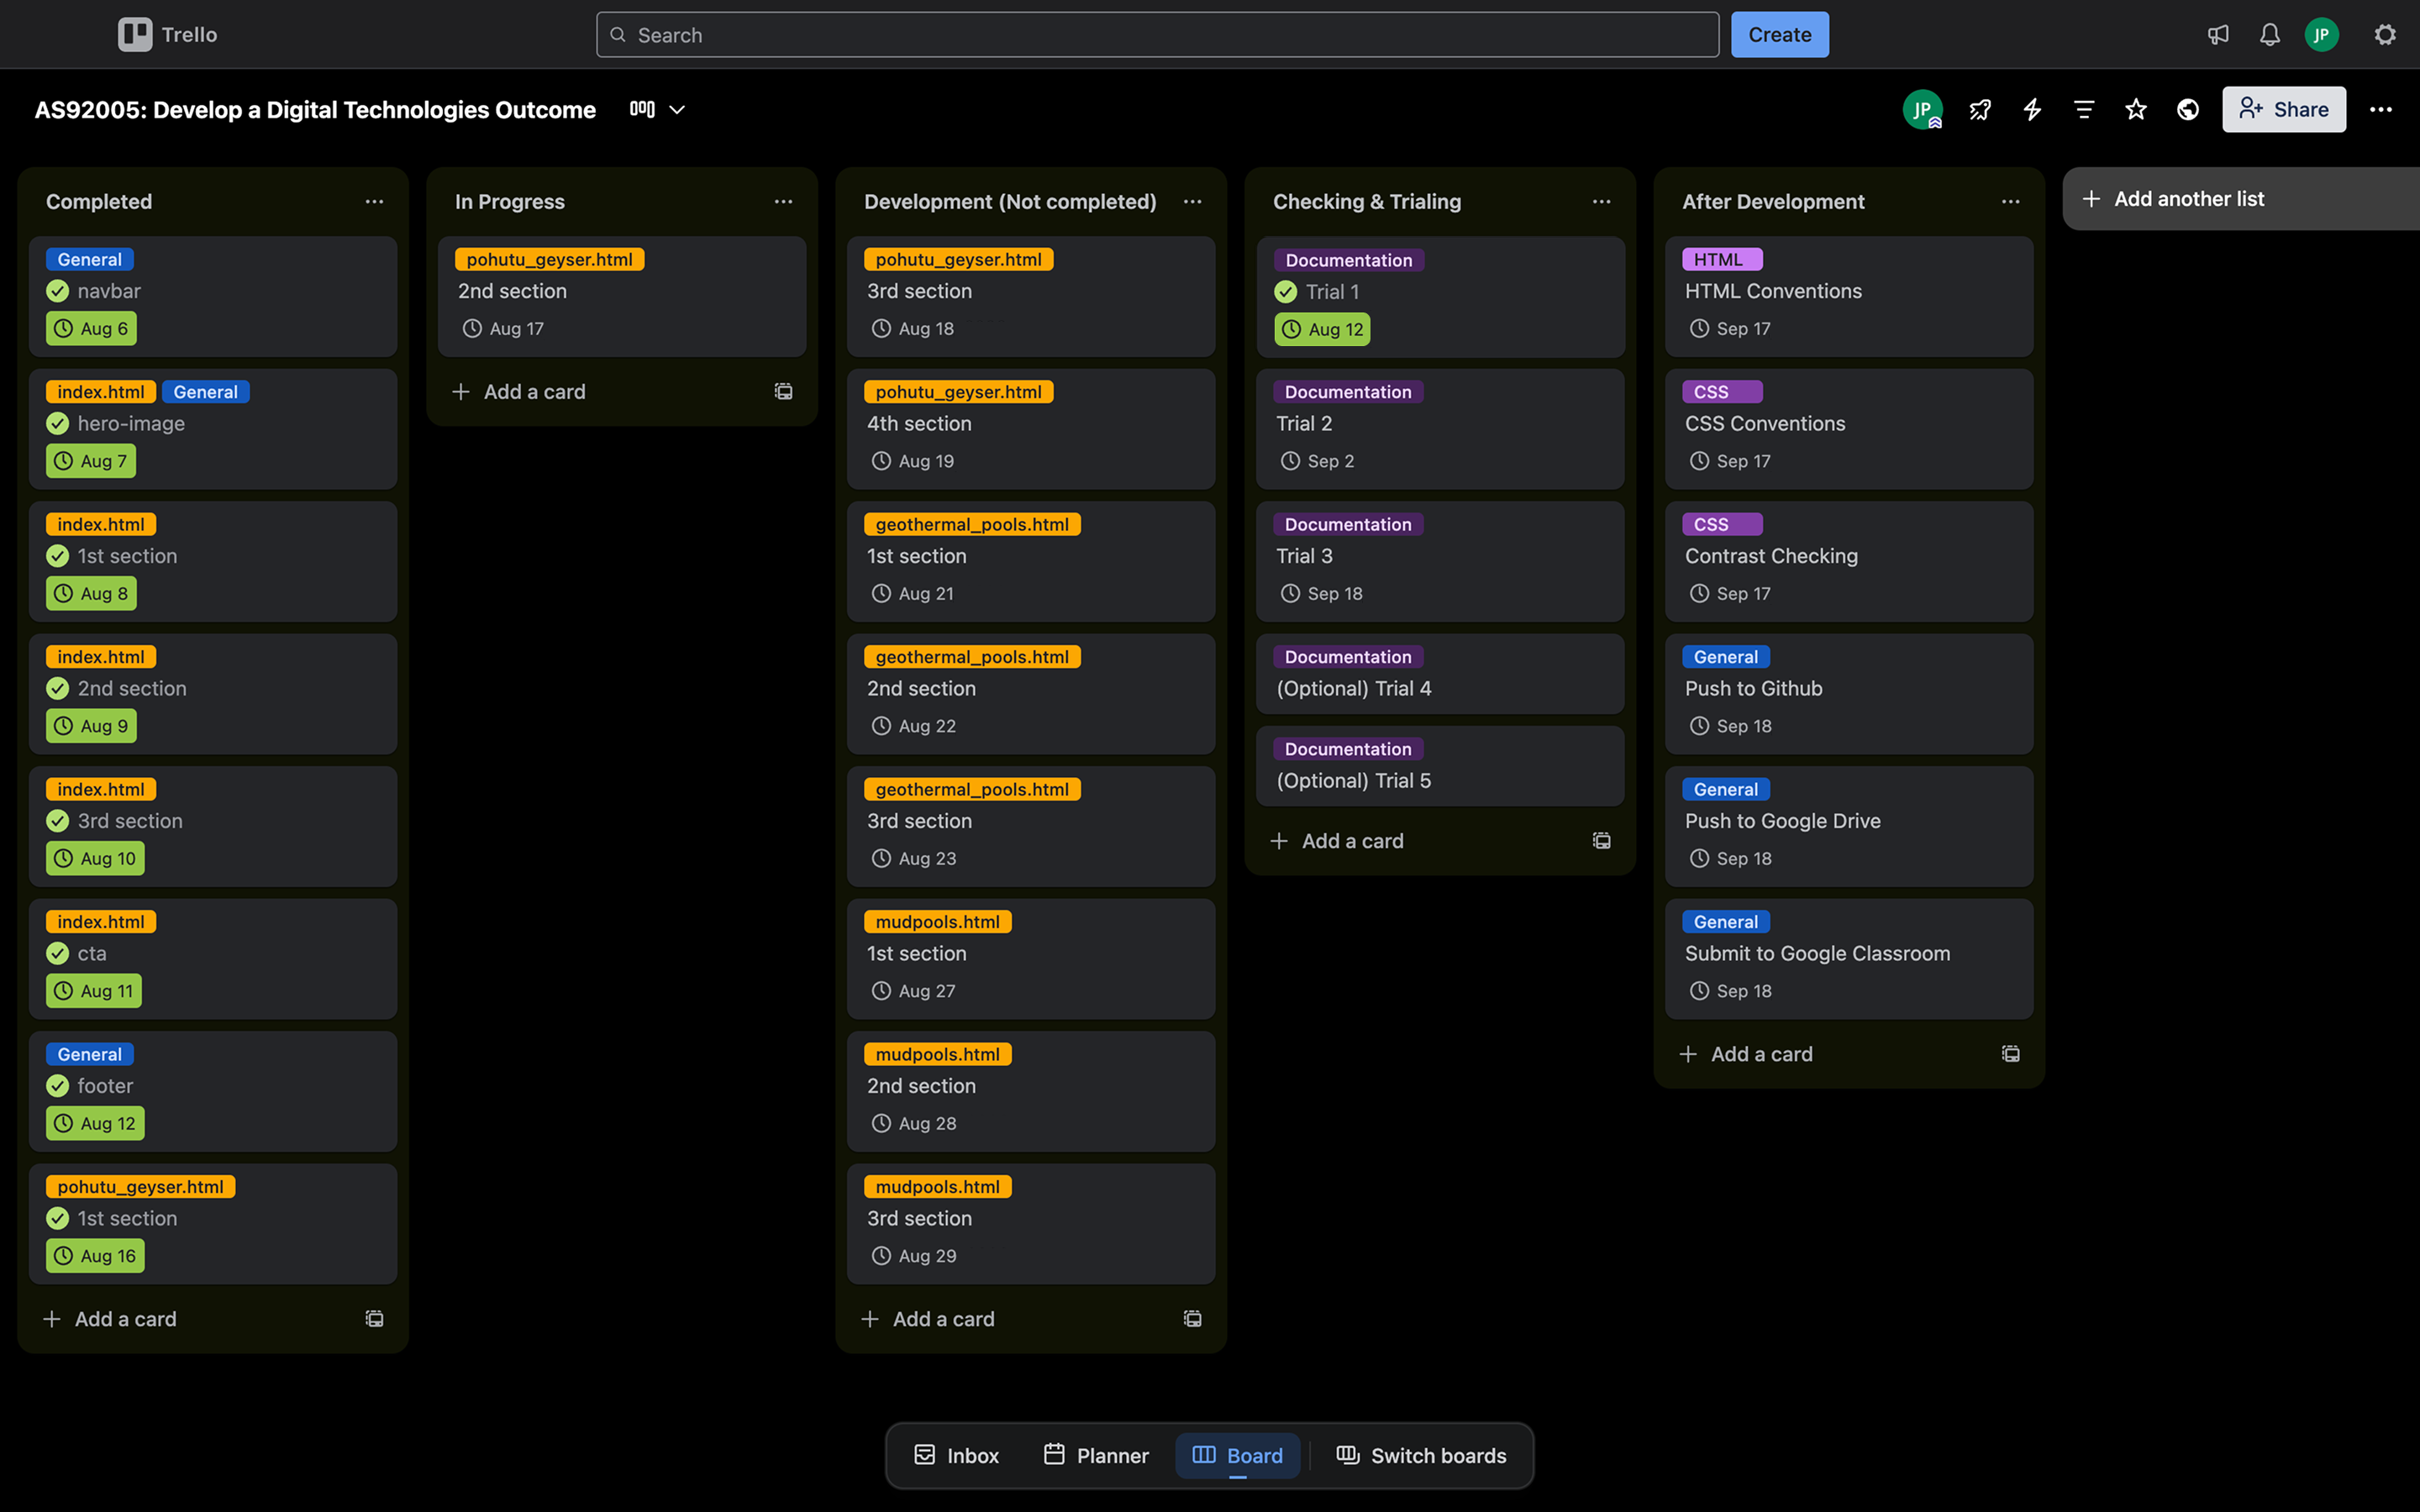 Trello
Search
Create
JP
AS92005: Develop a Digital Technologies Outcome
JP
Share
Completed
General
navbar
Aug 6
index.html General
hero-image
Aug 7
index.html
1st section
Aug 8
index.html
2nd section
Aug 9
index.html
3rd section
Aug 10
index.html
cta
Aug 11
General
footer
Aug 12
pohutu_geyser.html
1st section
Aug 16
Add a card
In Progress
pohutu_geyser.html
2nd section
Aug 17
Add a card
Development (Not completed)
pohutu_geyser.html
3rd section
Aug 18
pohutu_geyser.html
4th section
Aug 19
geothermal_pools.html
1st section
Aug 21
geothermal_pools.html
2nd section
Aug 22
geothermal_pools.html
3rd section
Aug 23
mudpools.html
1st section
Aug 27
mudpools.html
2nd section
Aug 28
mudpools.html
3rd section
Aug 29
Add a card
Checking & Trialing
Documentation
Trial 1
Aug 12
Documentation
Trial 2
Sep 2
Documentation
Trial 3
Sep 18
Documentation
(Optional) Trial 4
Documentation
(Optional) Trial 5
Add a card
After Development
HTML
HTML Conventions
Sep 17
CSS
CSS Conventions
Sep 17
CSS
Contrast Checking
Sep 17
General
Push to Github
Sep 18
General
Push to Google Drive
Sep 18
General
Submit to Google Classroom
Sep 18
Add a card
Add another list
Inbox
Planner
Board
Switch boards